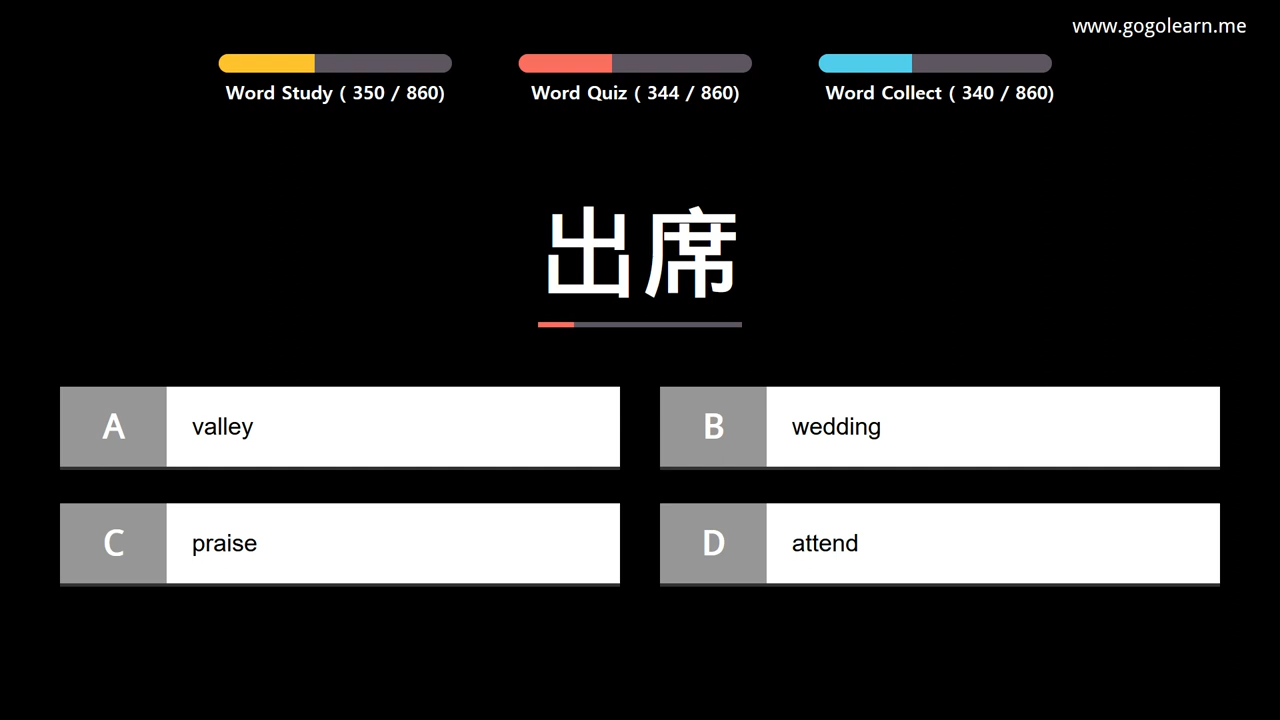 www.gogolearn.me
Word Study ( 350 / 860)
Word Quiz ( 344 / 860)
Word Collect ( 340 / 860)
出席
A valley
B wedding
C praise
D attend